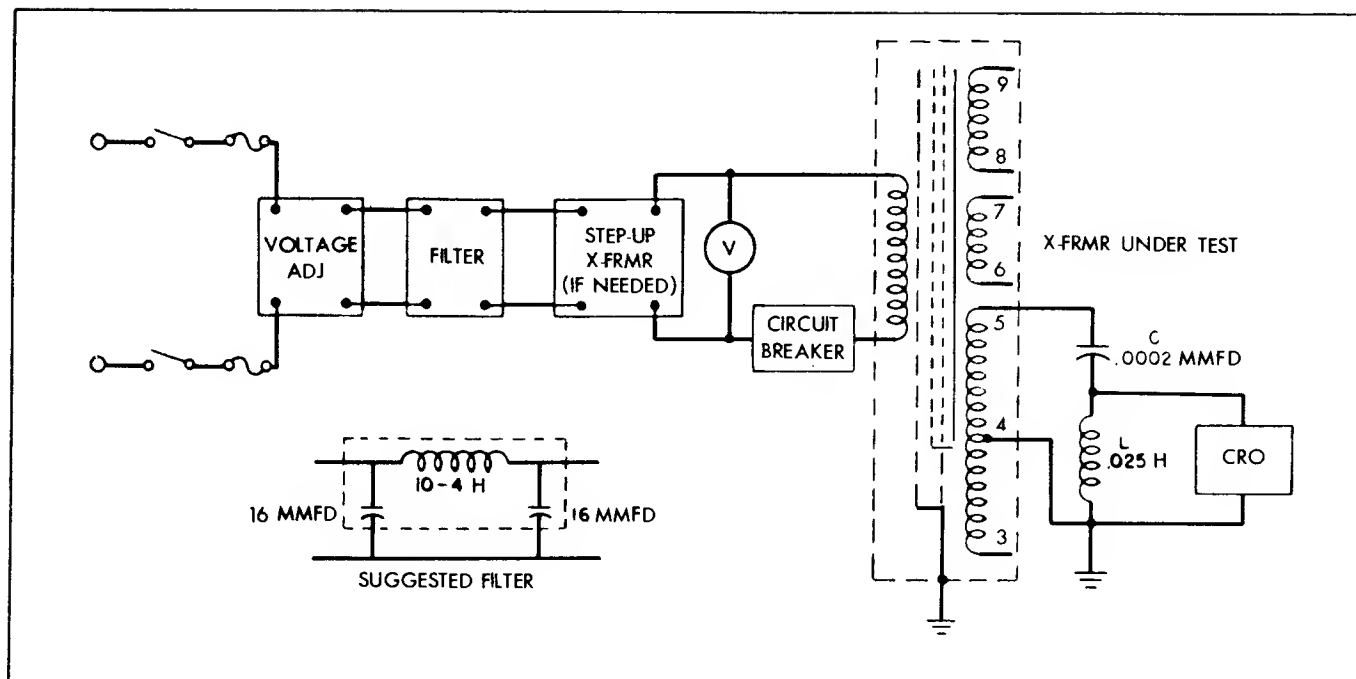 VOLTAGE
ADJ
FILTER
STEP-UP
X-FRMR
(IF NEEDED)
V
CIRCUIT
BREAKER
9
8
7
6
5
4
3
X-FRMR UNDER TEST
C
.0002 MMFD
L
.025 H
CRO
10-4 H
16 MMFD
16 MMFD
SUGGESTED FILTER